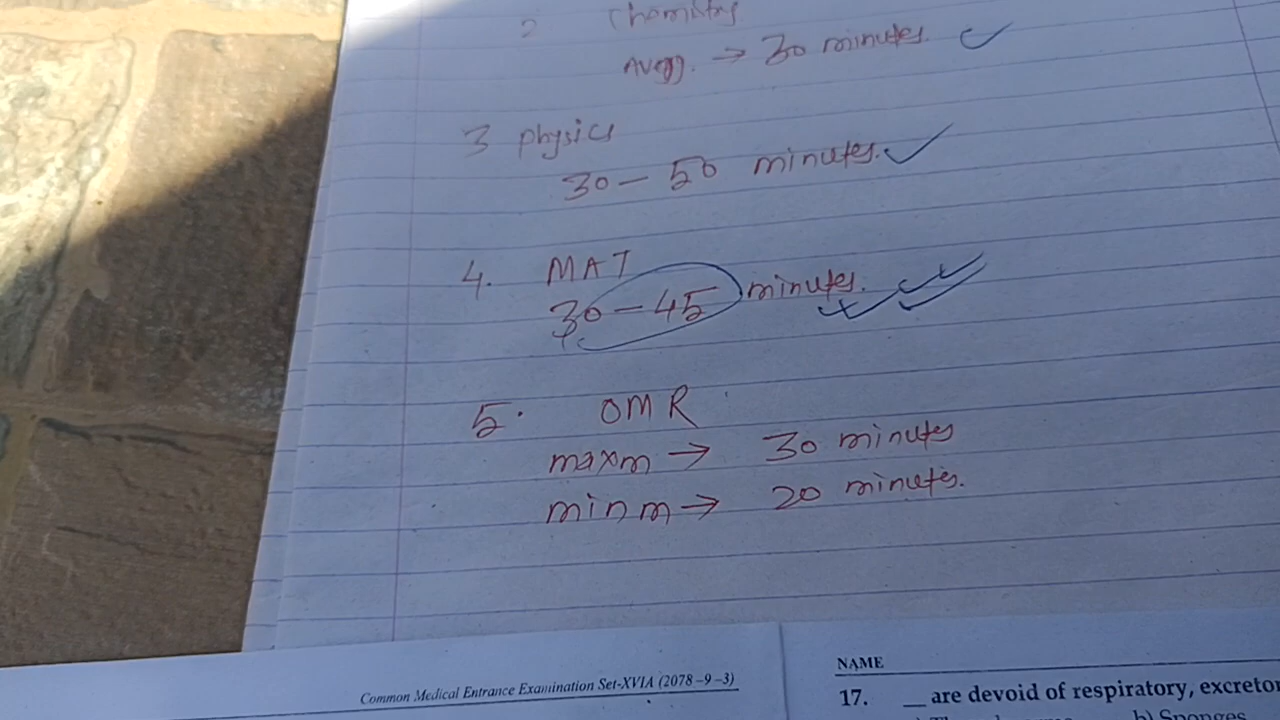 2 Chemistry
Avgg. → 30 minutes.
3 physics
30 – 50 minutes.
4. MAT
30 – 45 minutes.
5. OMR
maxm → 30 minutes
minm → 20 minutes.
Common Medical Entrance Examination Set-XVIA (2078-9-3)
NAME
17. __ are devoid of respiratory, excretor
b) Sponges